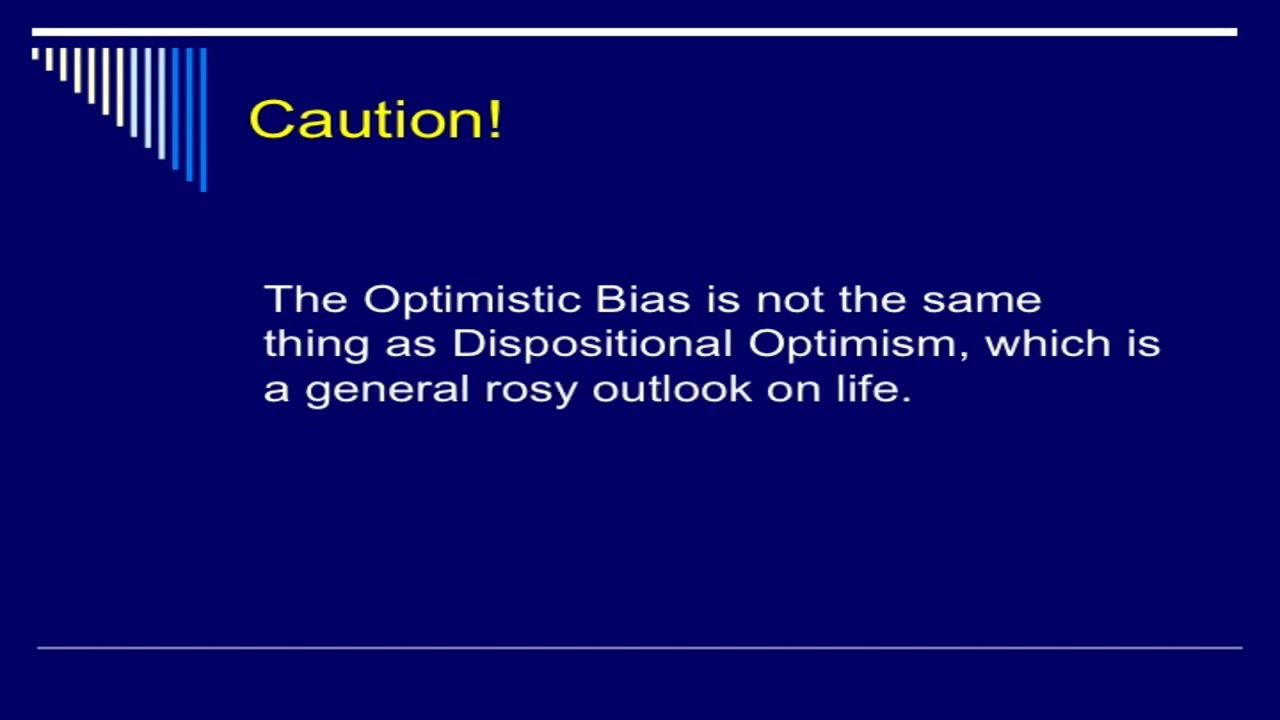 Caution!
The Optimistic Bias is not the same
thing as Dispositional Optimism, which is
a general rosy outlook on life.